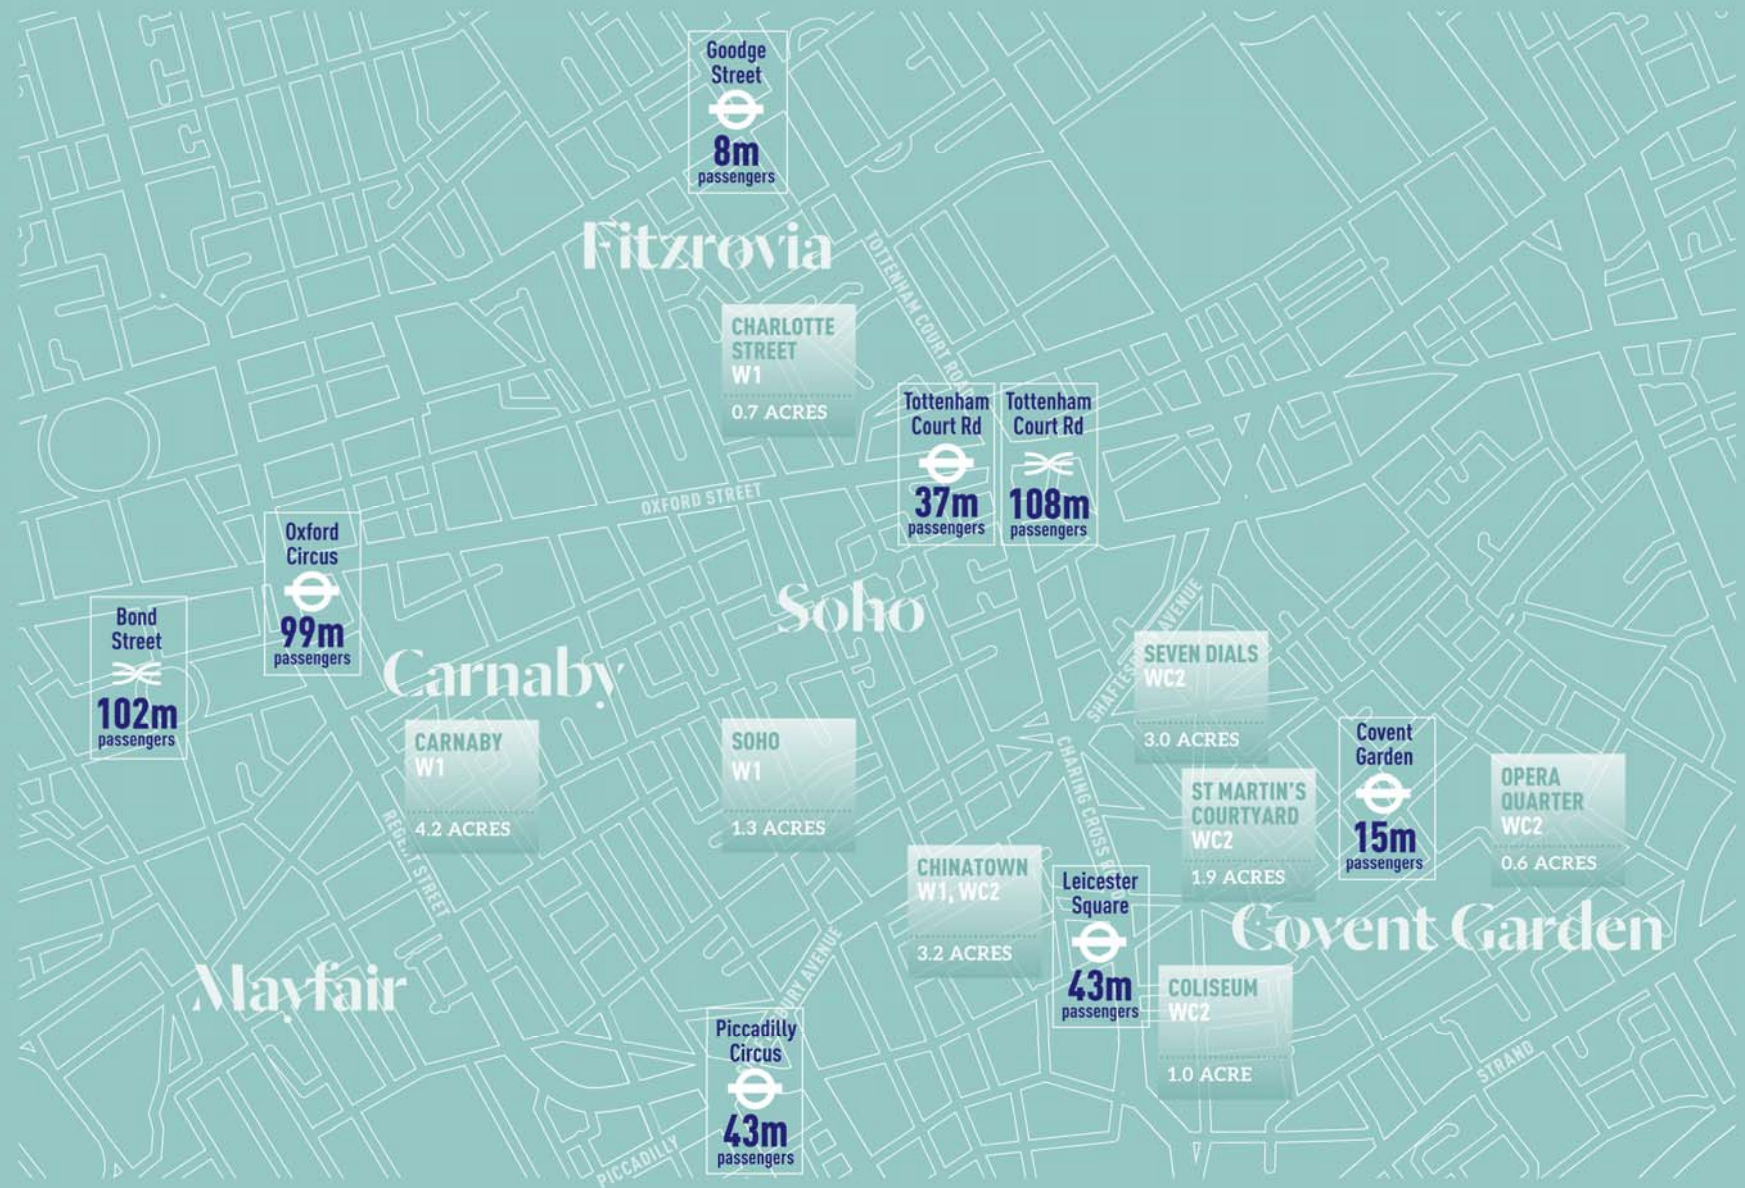 Goodge
Street
8m
passengers
Fitzrovia
TOTTENHAM COURT ROAD
CHARLOTTE
STREET
W1
0.7 ACRES
Tottenham
Court Rd
37m
passengers
Tottenham
Court Rd
108m
passengers
OXFORD STREET
Oxford
Circus
99m
passengers
Bond
Street
102m
passengers
Soho
Carnaby
SHAFTES
AVENUE
SEVEN DIALS
WC2
3.0 ACRES
CARNABY
W1
4.2 ACRES
SOHO
W1
1.3 ACRES
Covent
Garden
15m
passengers
OPERA
QUARTER
WC2
0.6 ACRES
ST MARTIN'S
COURTYARD
WC2
1.9 ACRES
CHARING CROSS
REGENT STREET
CHINATOWN
W1, WC2
3.2 ACRES
Leicester
Square
43m
passengers
Covent Garden
Mayfair
BURY AVENUE
COLISEUM
WC2
1.0 ACRE
Piccadilly
Circus
43m
passengers
STRAND
PICCADILLY